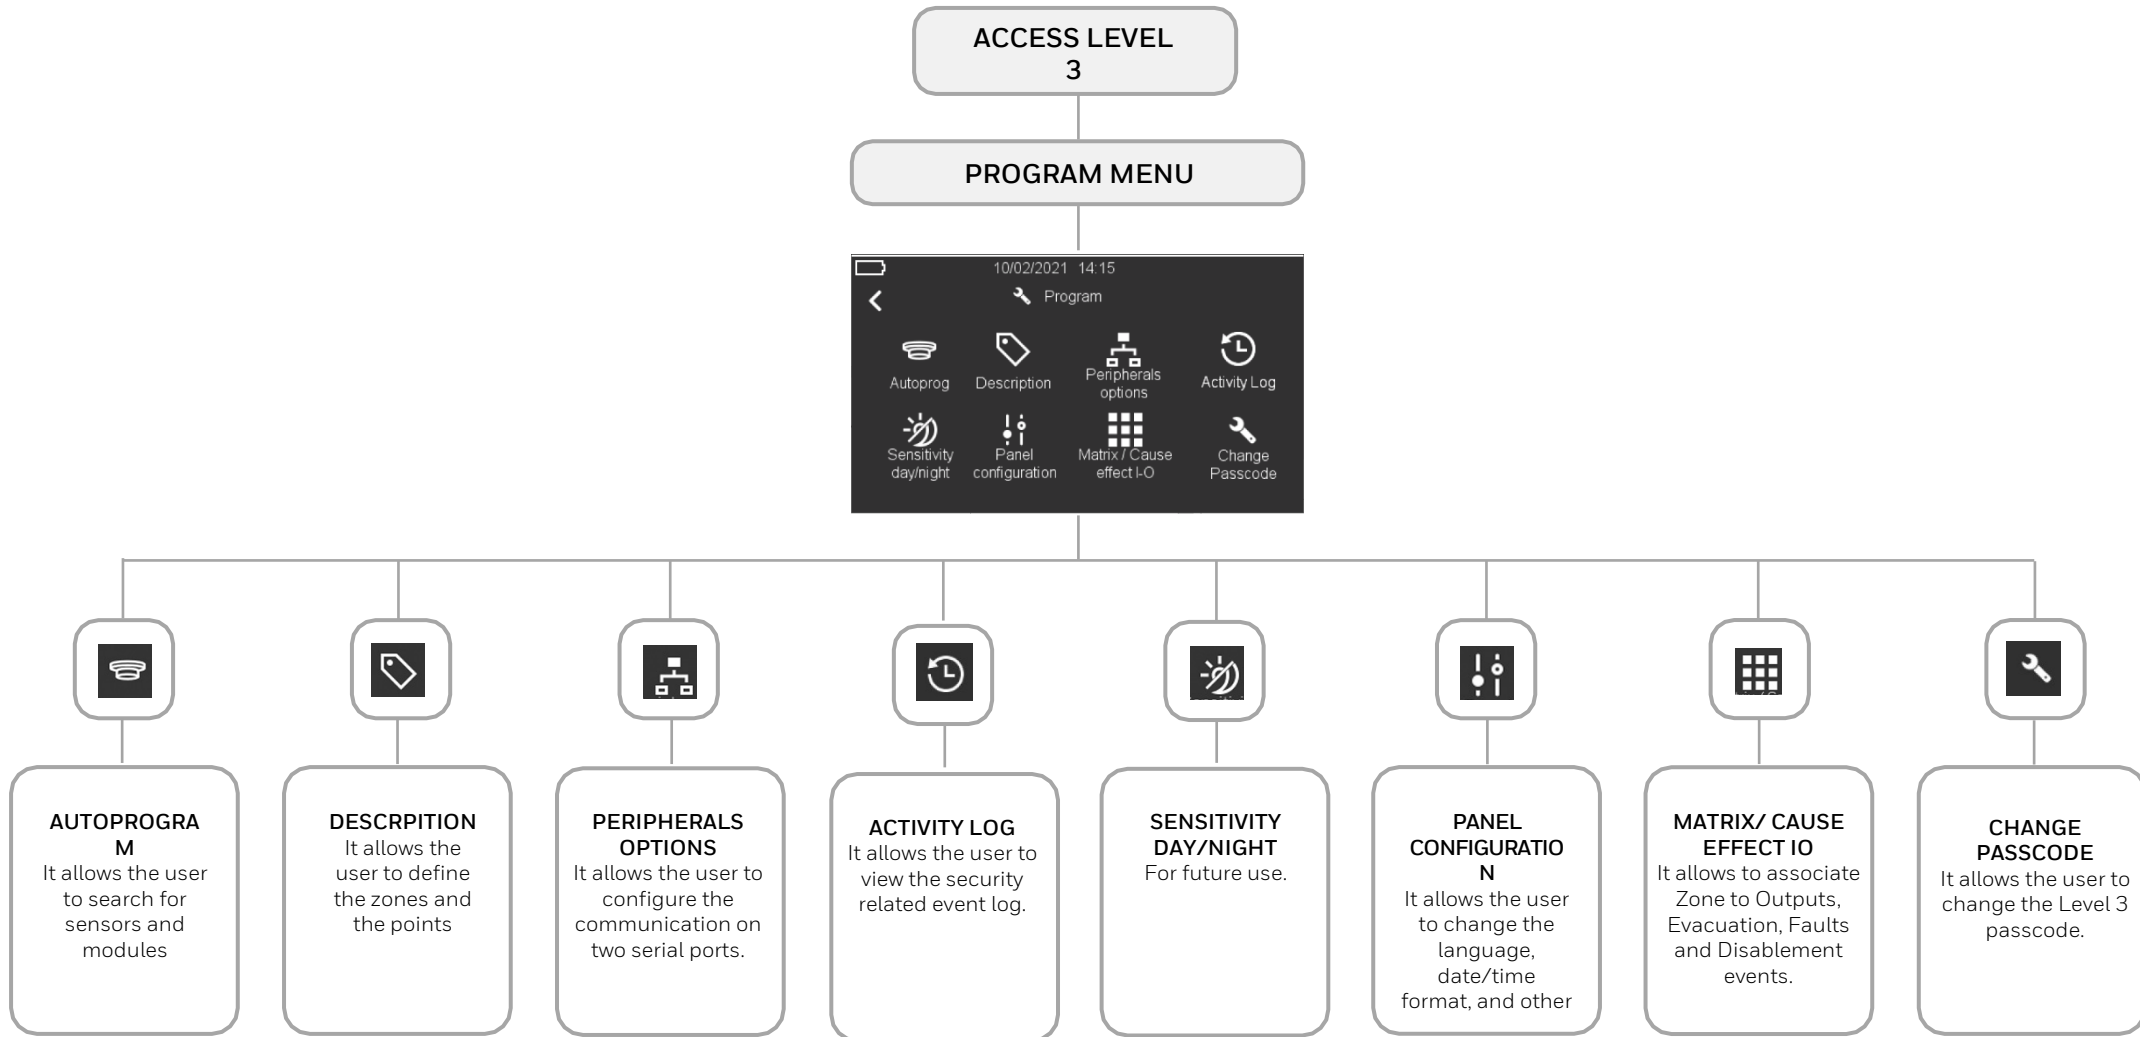 ACCESS LEVEL
3
PROGRAM MENU
10/02/2021 14:15
Program
Autoprog
Description
Peripherals
options
Activity Log
Sensitivity
day/night
Panel
configuration
Matrix / Cause
effect I-O
Change
Passcode
AUTOPROGRA
M
It allows the user
to search for
sensors and
modules
DESCRPITION
It allows the
user to define
the zones and
the points
PERIPHERALS
OPTIONS
It allows the user to
configure the
communication on
two serial ports.
ACTIVITY LOG
It allows the user to
view the security
related event log.
SENSITIVITY
DAY/NIGHT
For future use.
PANEL
CONFIGURATIO
N
It allows the user
to change the
language,
date/time
format, and other
MATRIX/ CAUSE
EFFECT IO
It allows to associate
Zone to Outputs,
Evacuation, Faults
and Disablement
events.
CHANGE
PASSCODE
It allows the user to
change the Level 3
passcode.